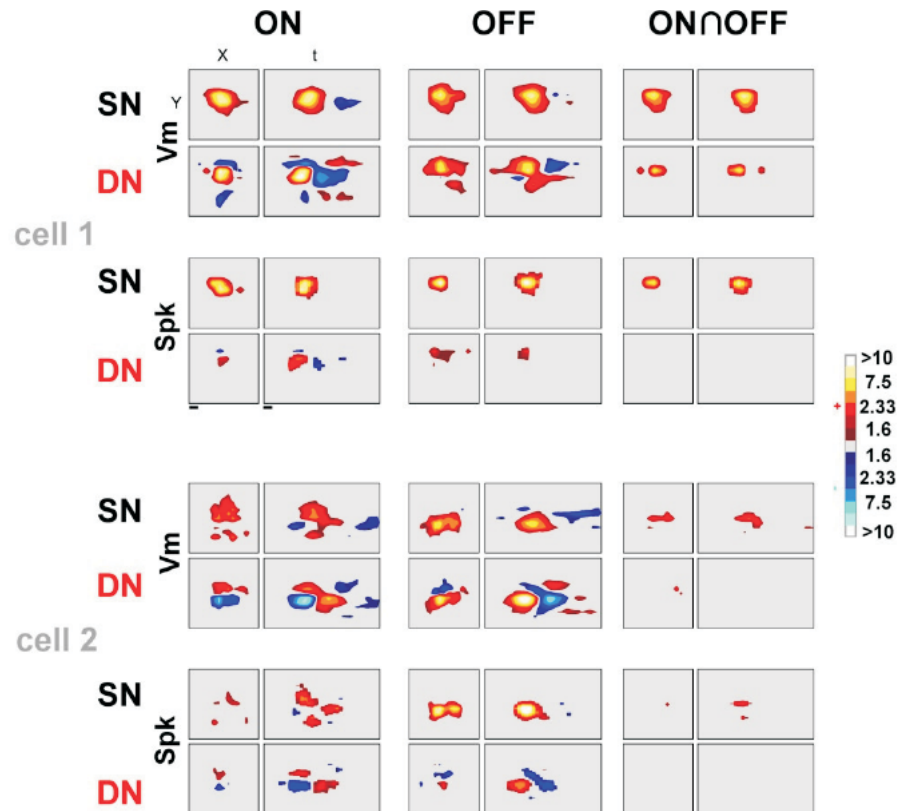 ON OFF ON∩OFF
X t
SN Y
Vm
DN
cell 1
SN
Spk
DN
>10
7.5
+ 2.33
1.6
1.6
2.33
7.5
>10
SN
Vm
DN
cell 2
SN
Spk
DN